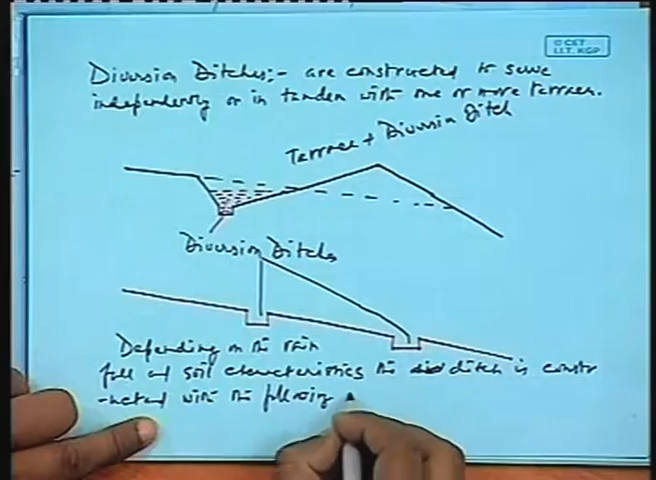 © CET
I.I.T. KGP
Diversion Ditches:- are constructed to serve
independently or in tandem with one or more terraces.
Terrace + Diversion Ditch
Diversion Ditches
Depending on the rain
fall and soil characteristics the ditch is constr
-ucted with the following